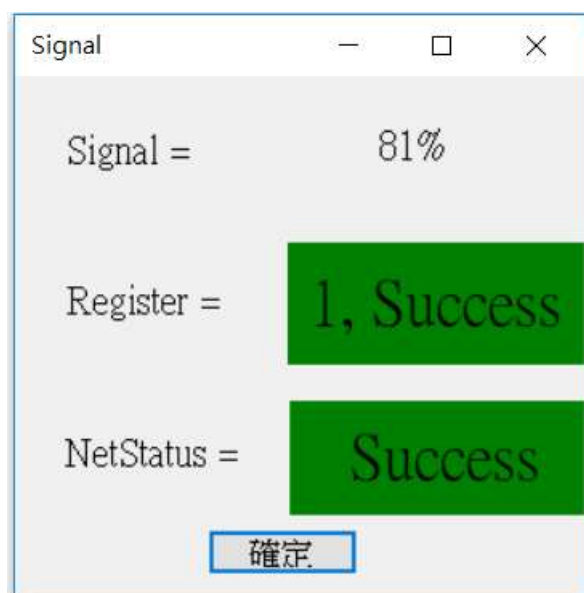 Signal
Signal = 81%
Register = 1, Success
NetStatus = Success
確定